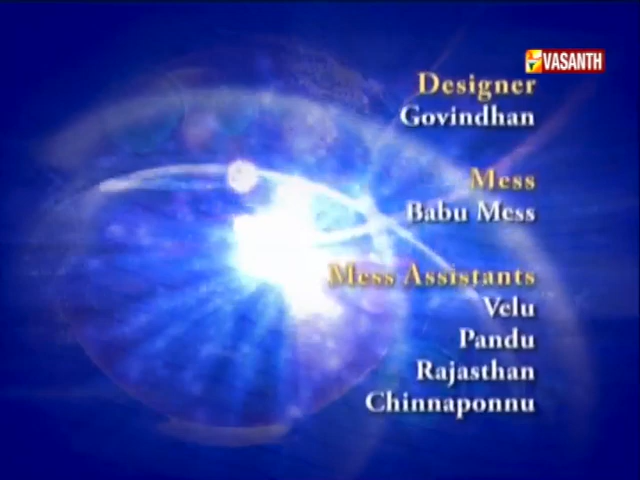 VASANTH
Designer
Govindhan
Mess
Babu Mess
Mess Assistants
Velu
Pandu
Rajasthan
Chinnaponnu